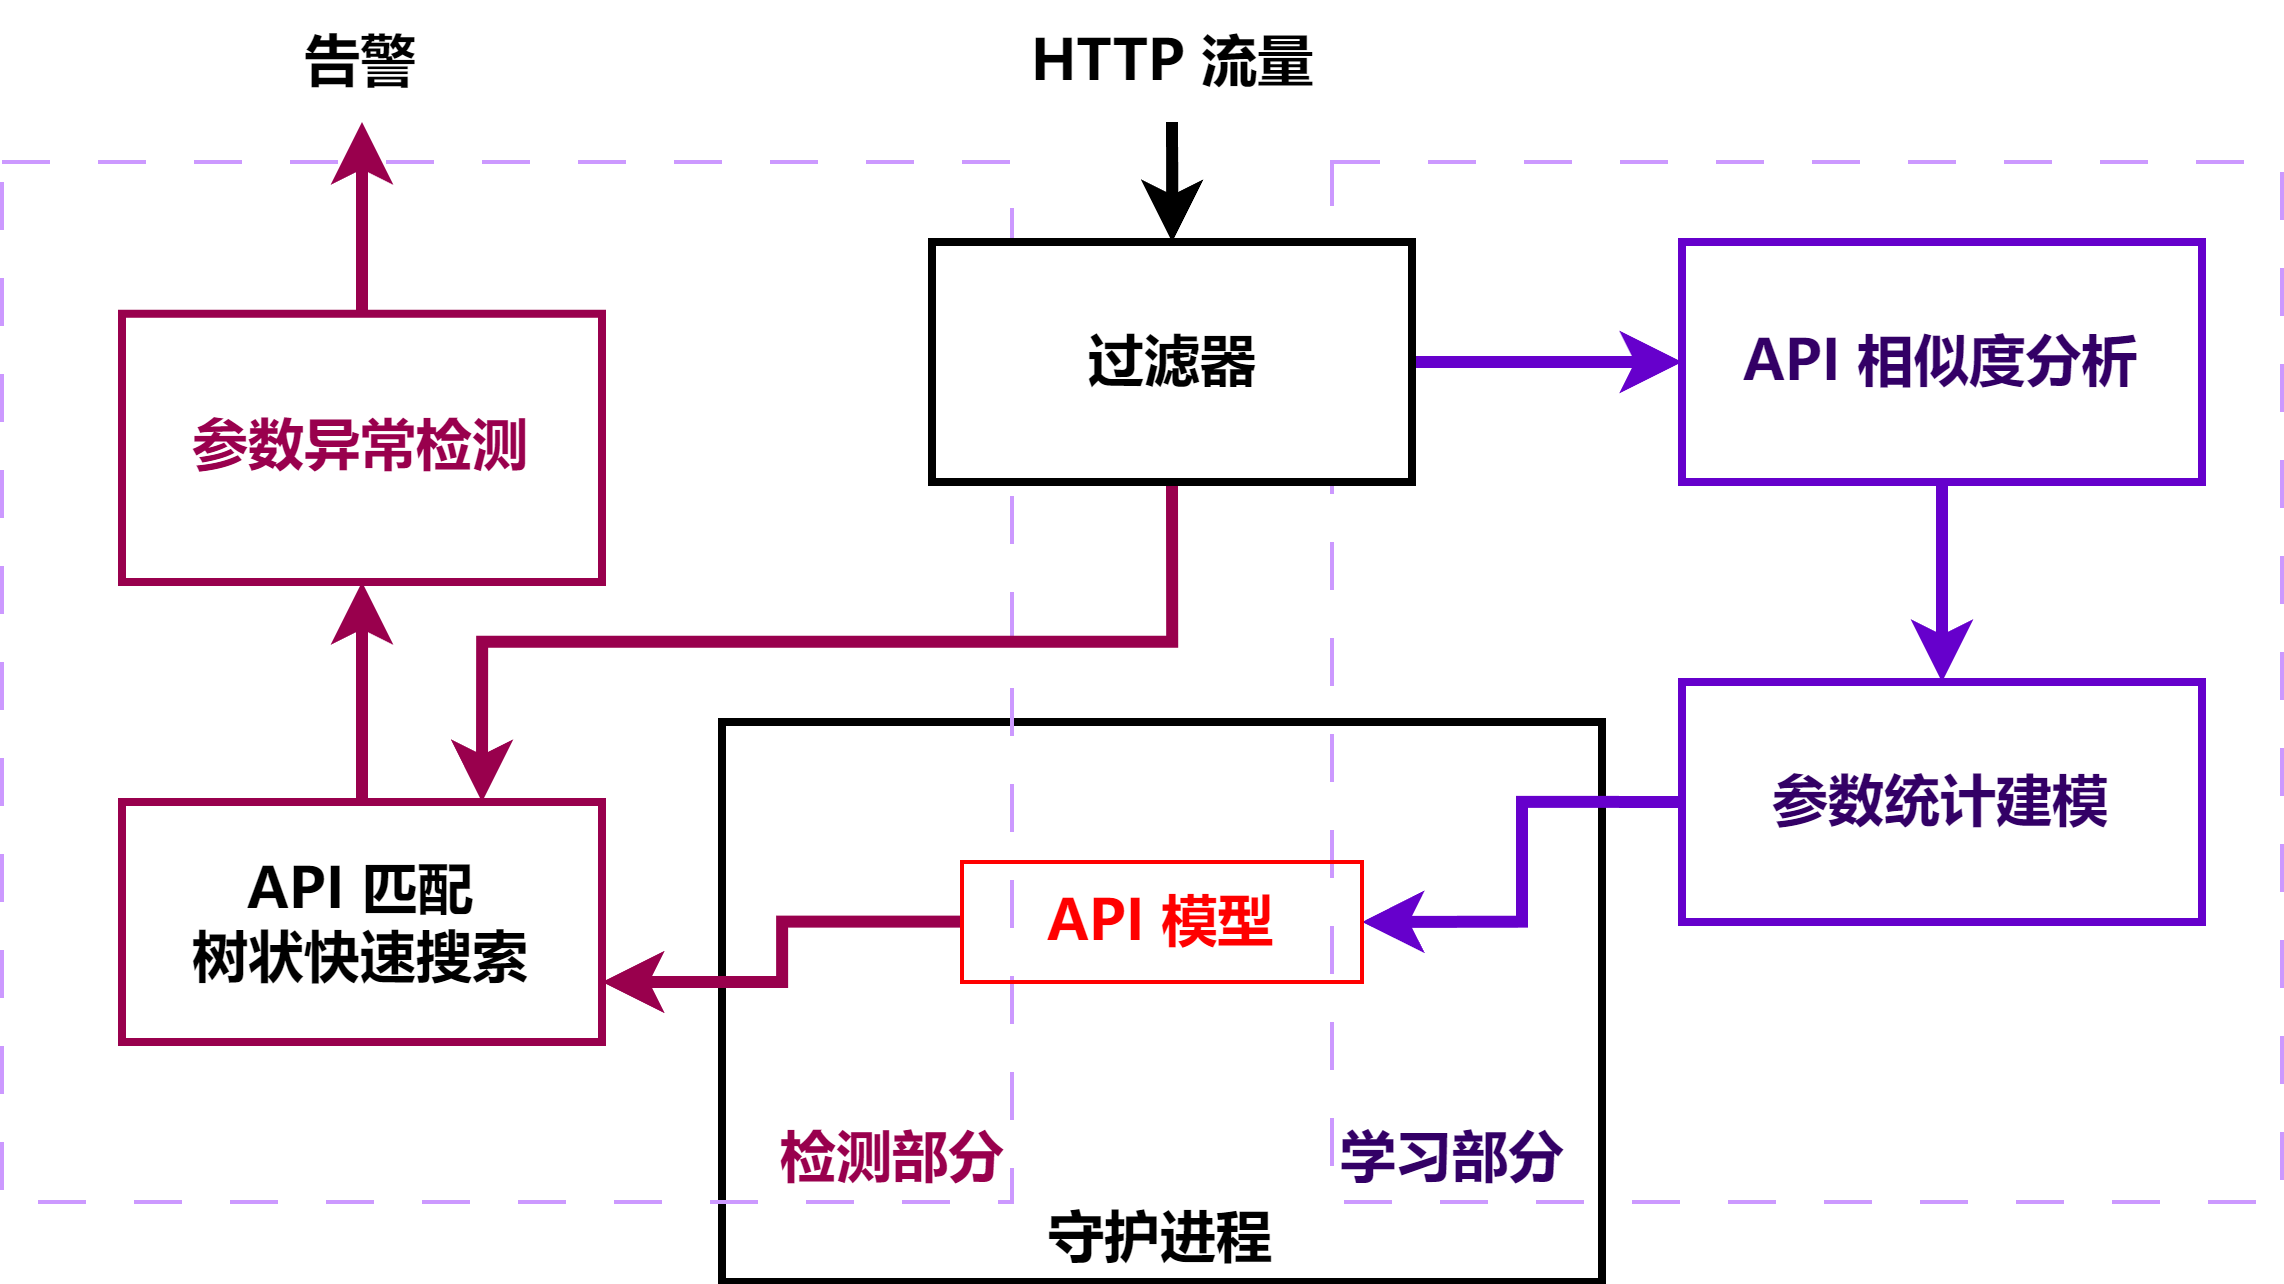 告警
HTTP 流量
过滤器
API 相似度分析
参数异常检测
参数统计建模
API 匹配
树状快速搜索
API 模型
检测部分
学习部分
守护进程